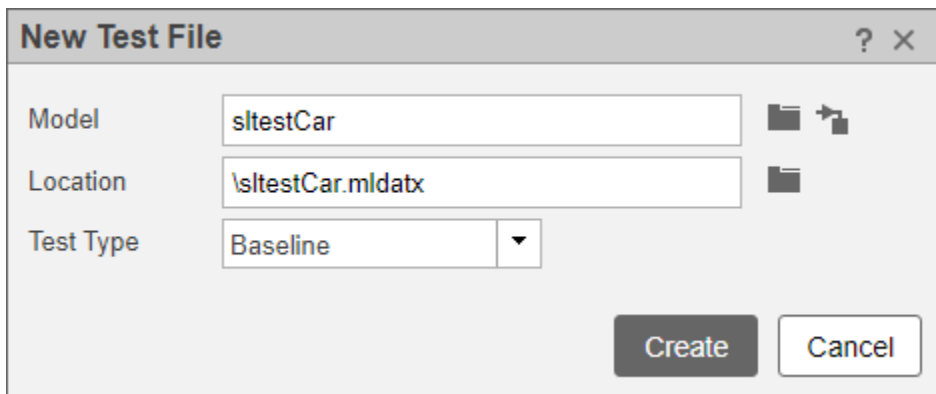 New Test File ? ×
Model sltestCar
Location \sltestCar.mldatx
Test Type Baseline
Create Cancel